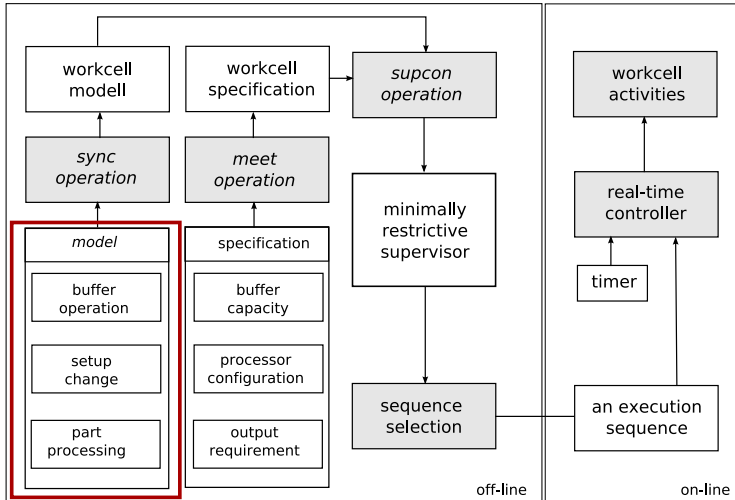 workcell
modell
workcell
specification
supcon
operation
workcell
activities
sync
operation
meet
operation
minimally
restrictive
supervisor
real-time
controller
model
specification
timer
buffer
operation
buffer
capacity
setup
change
processor
configuration
part
processing
output
requirement
sequence
selection
an execution
sequence
off-line
on-line